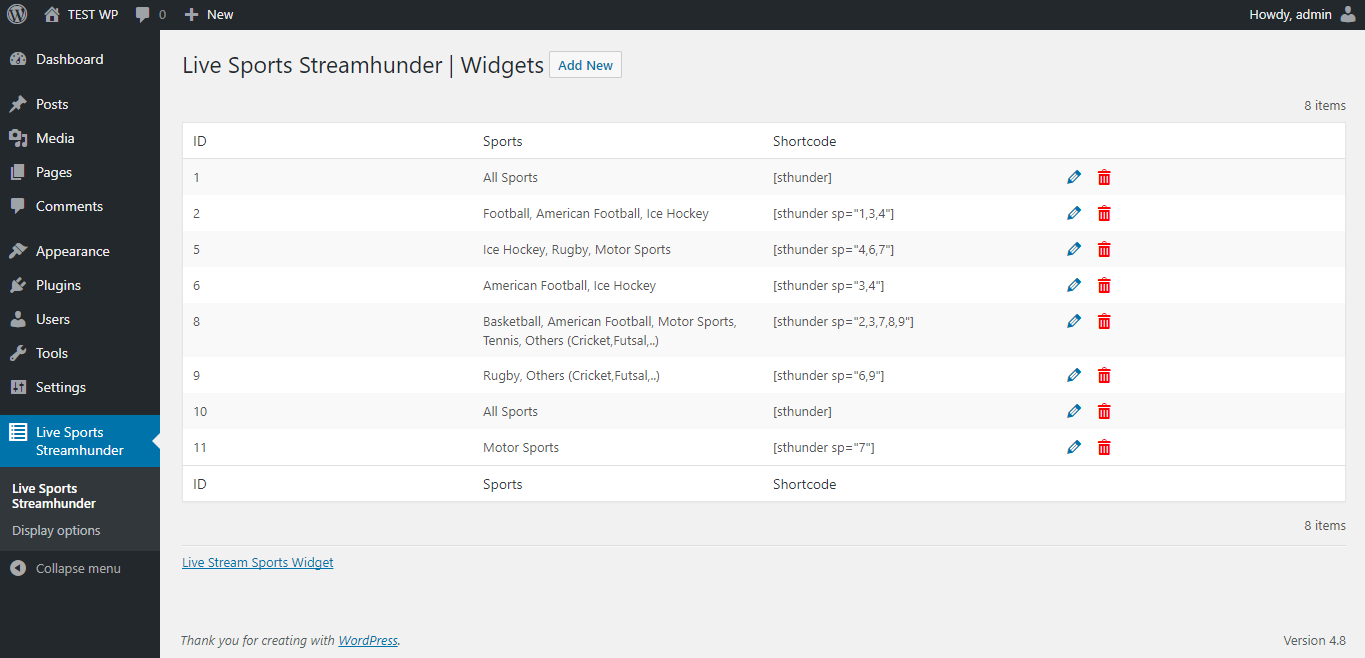 TEST WP 0 New Howdy, admin
Dashboard
Posts
Media
Pages
Comments
Appearance
Plugins
Users
Tools
Settings
Live Sports
Streamhunder
Live Sports
Streamhunder
Display options
Collapse menu
Live Sports Streamhunder | Widgets Add New
8 items
ID Sports Shortcode
1 All Sports [sthunder]
2 Football, American Football, Ice Hockey [sthunder sp="1,3,4"]
5 Ice Hockey, Rugby, Motor Sports [sthunder sp="4,6,7"]
6 American Football, Ice Hockey [sthunder sp="3,4"]
8 Basketball, American Football, Motor Sports, [sthunder sp="2,3,7,8,9"]
Tennis, Others (Cricket,Futsal,..)
9 Rugby, Others (Cricket,Futsal,..) [sthunder sp="6,9"]
10 All Sports [sthunder]
11 Motor Sports [sthunder sp="7"]
ID Sports Shortcode
8 items
Live Stream Sports Widget
Thank you for creating with WordPress. Version 4.8